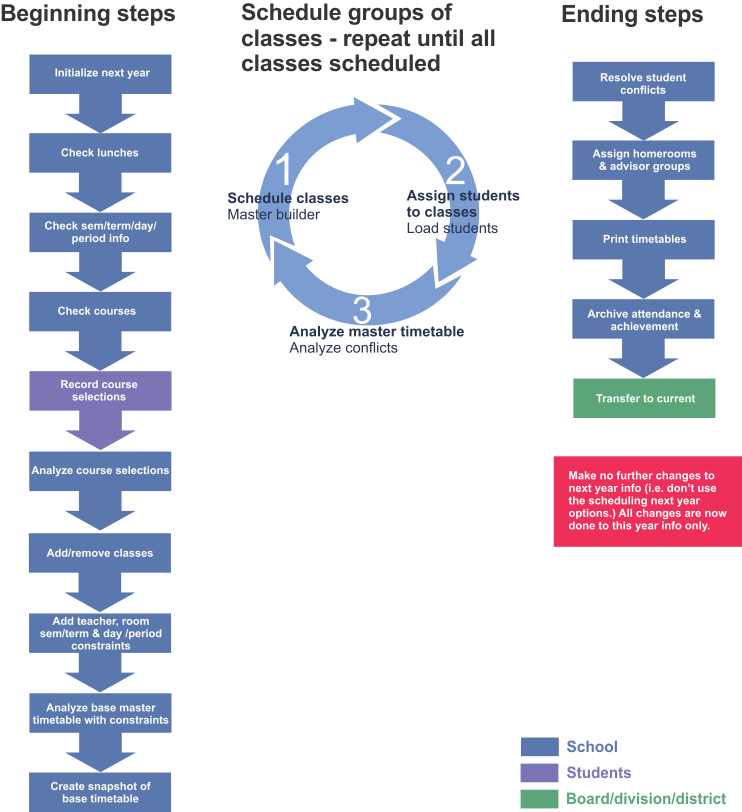 Beginning steps
Initialize next year
Check lunches
Check sem/term/day/
period info
Check courses
Record course
selections
Analyze course selections
Add/remove classes
Add teacher, room
sem/term & day /period
constraints
Analyze base master
timetable with constraints
Create snapshot of
base timetable
Schedule groups of
classes - repeat until all
classes scheduled
1
Schedule classes
Master builder
2
Assign students
to classes
Load students
3
Analyze master timetable
Analyze conflicts
Ending steps
Resolve student
conflicts
Assign homerooms
& advisor groups
Print timetables
Archive attendance &
achievement
Transfer to current
Make no further changes to
next year info (i.e. don't use
the scheduling next year
options.) All changes are now
done to this year info only.
School
Students
Board/division/district